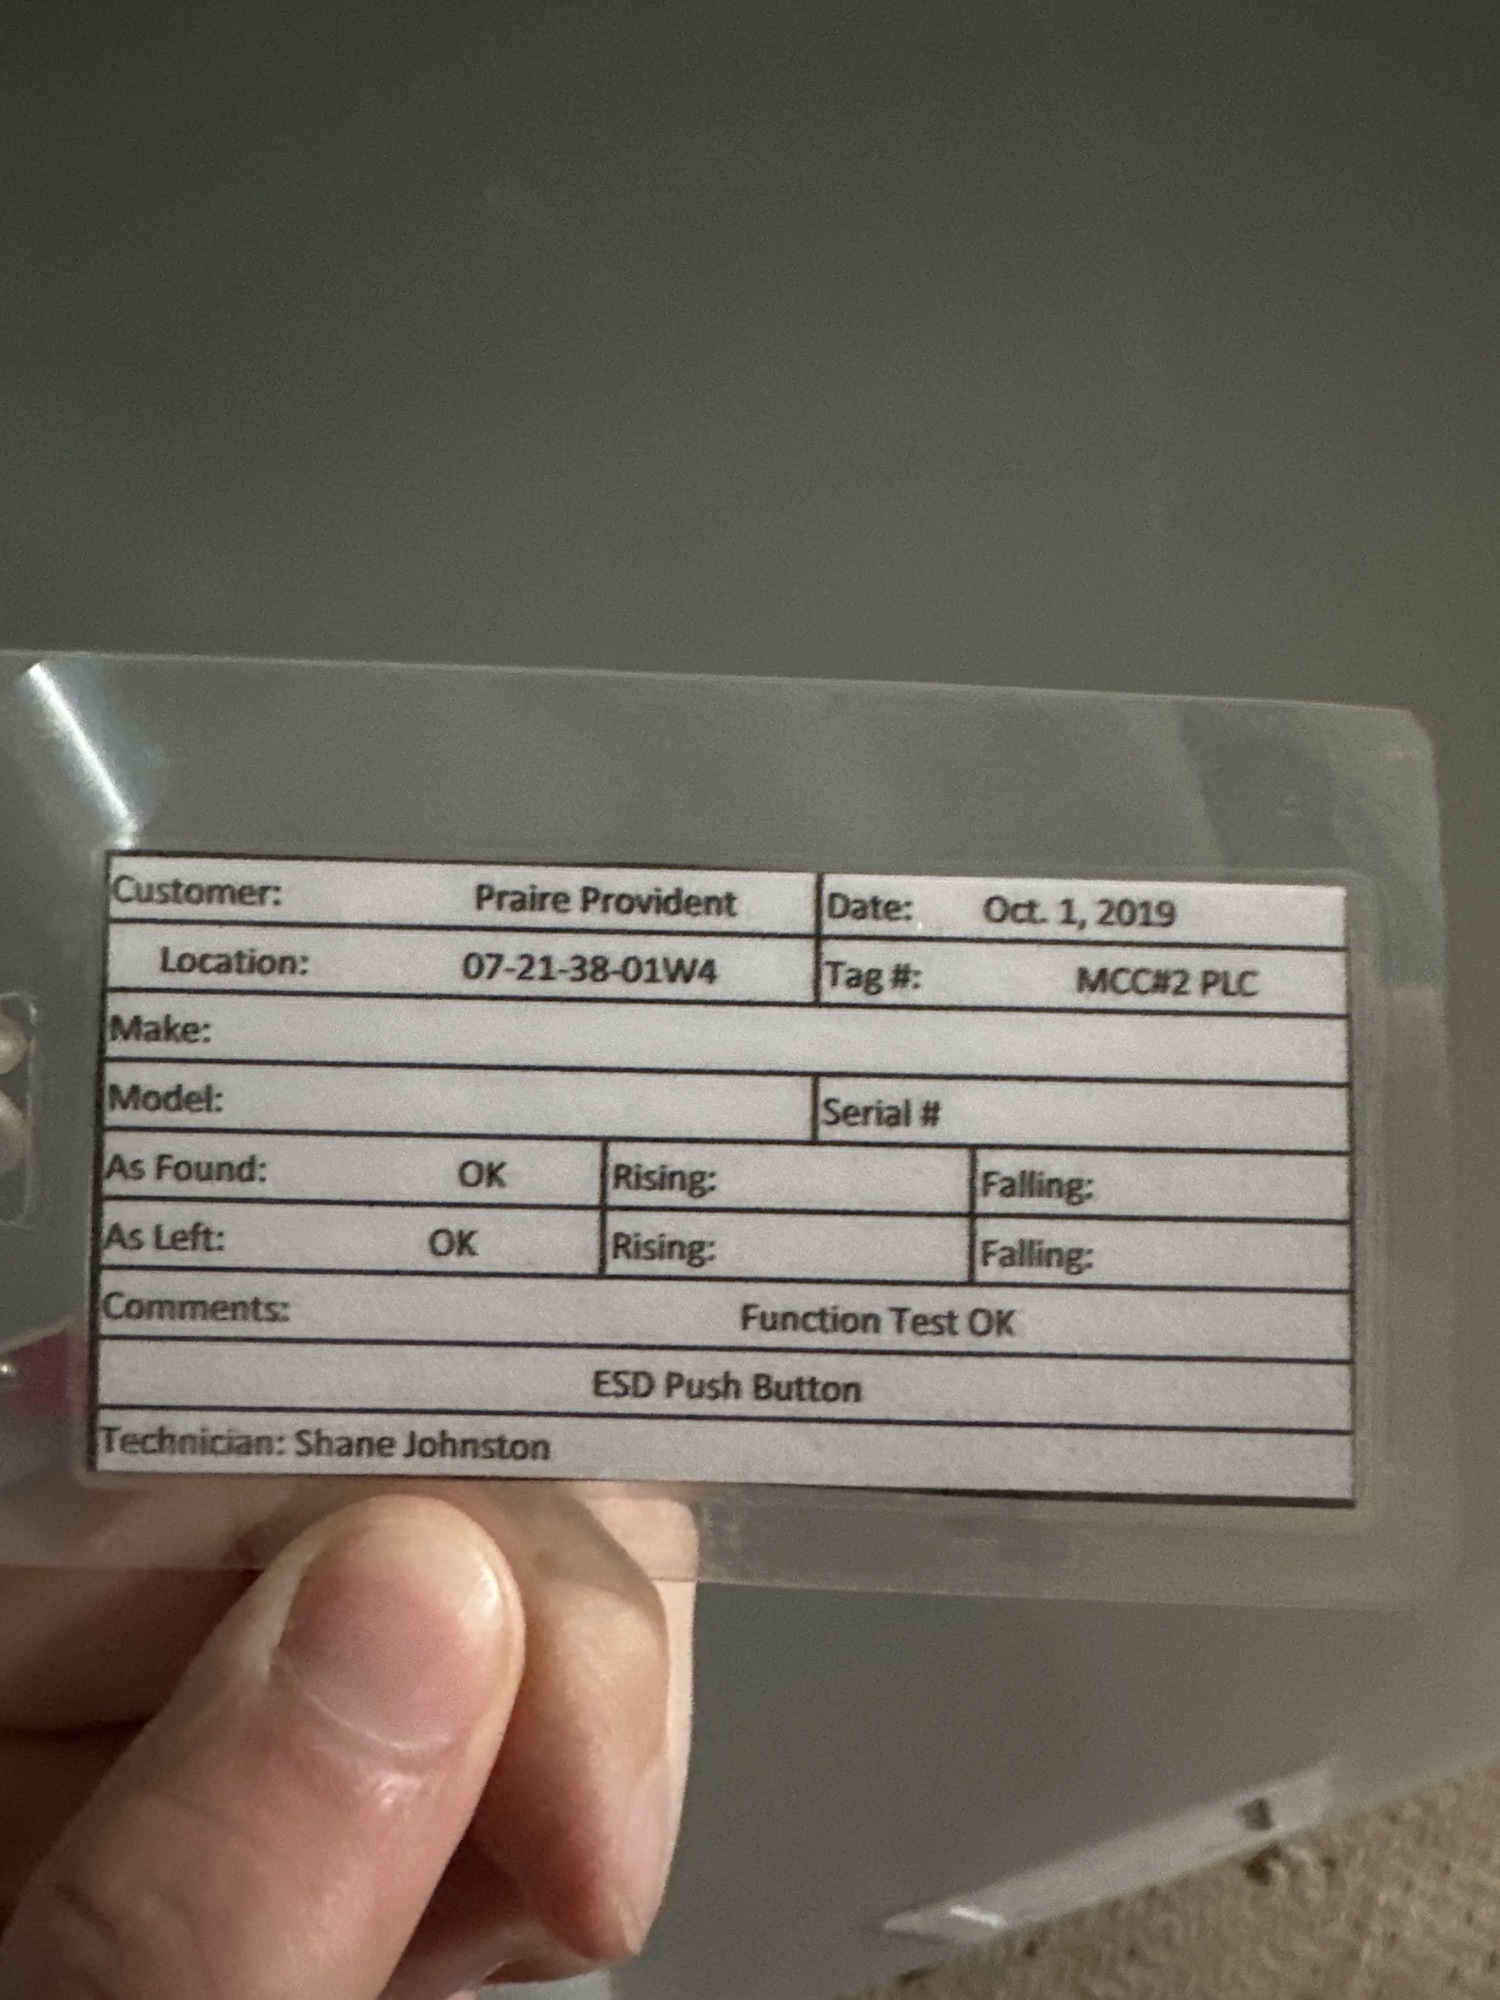 Customer: Praire Provident Date: Oct. 1, 2019
Location: 07-21-38-01W4 Tag #: MCC#2 PLC
Make:
Model: Serial #
As Found: OK Rising: Falling:
As Left: OK Rising: Falling:
Comments: Function Test OK
ESD Push Button
Technician: Shane Johnston